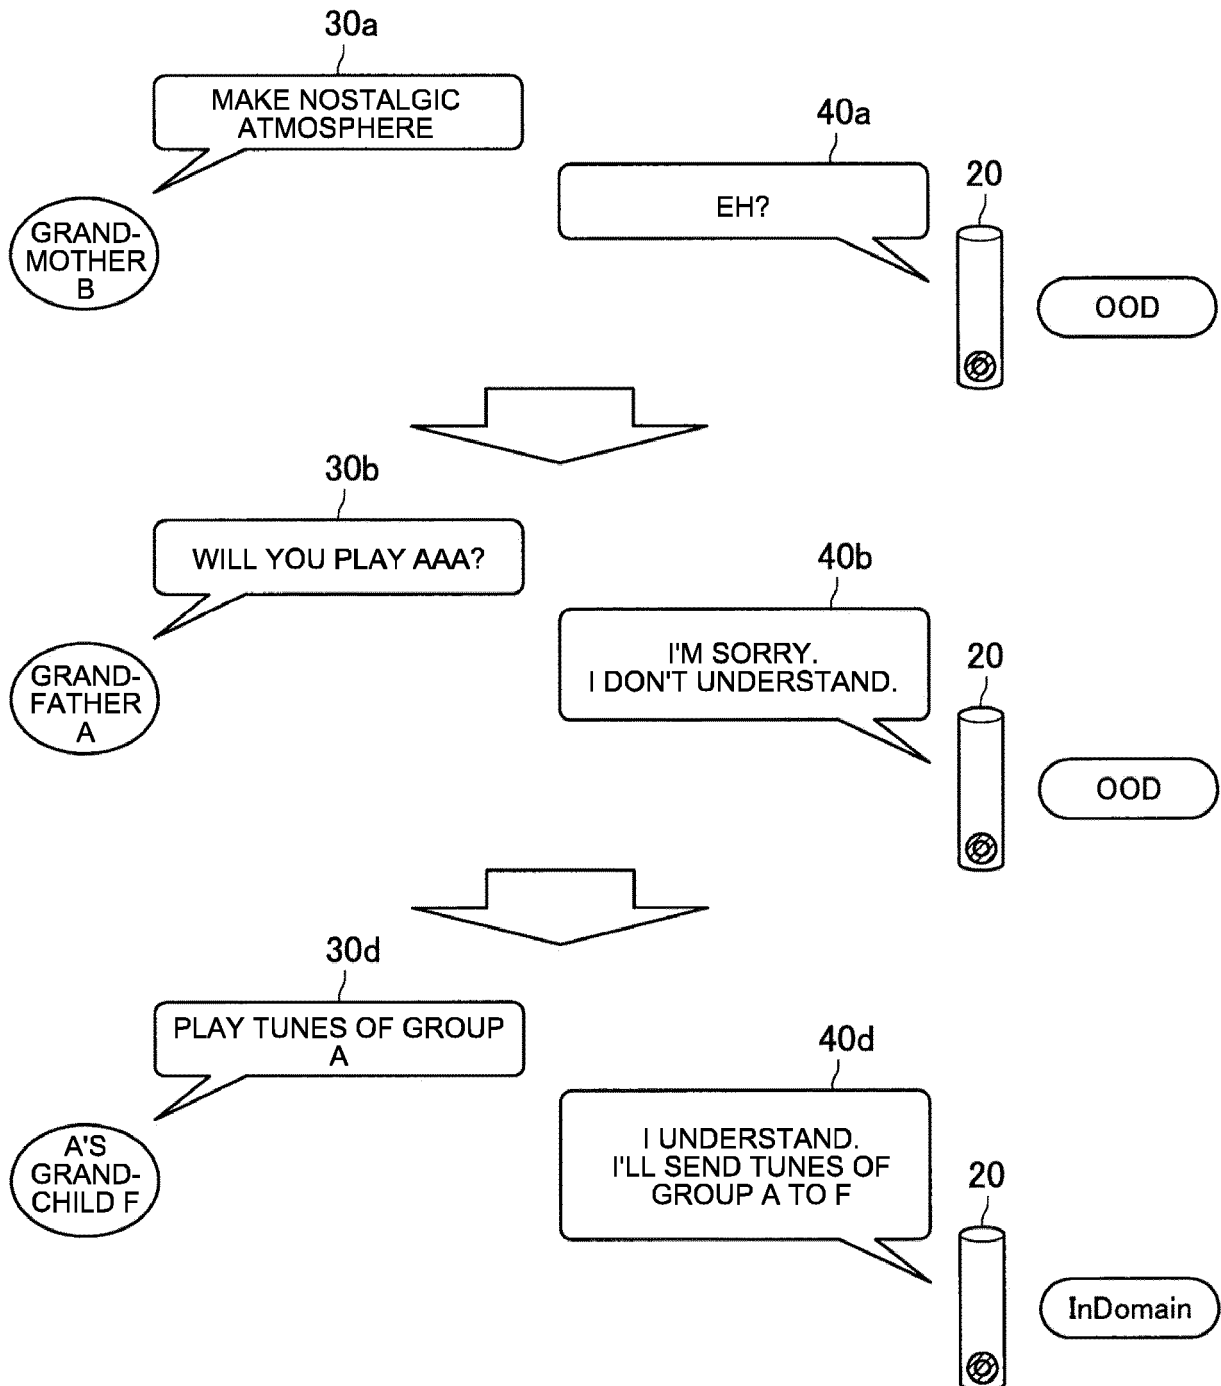 30a
MAKE NOSTALGIC
ATMOSPHERE
40a
EH?
20
GRAND-
MOTHER
B
OOD
30b
WILL YOU PLAY AAA?
40b
I'M SORRY.
I DON'T UNDERSTAND.
20
GRAND-
FATHER
A
OOD
30d
PLAY TUNES OF GROUP
A
40d
I UNDERSTAND.
I'LL SEND TUNES OF
GROUP A TO F
A'S
GRAND-
CHILD F
20
InDomain